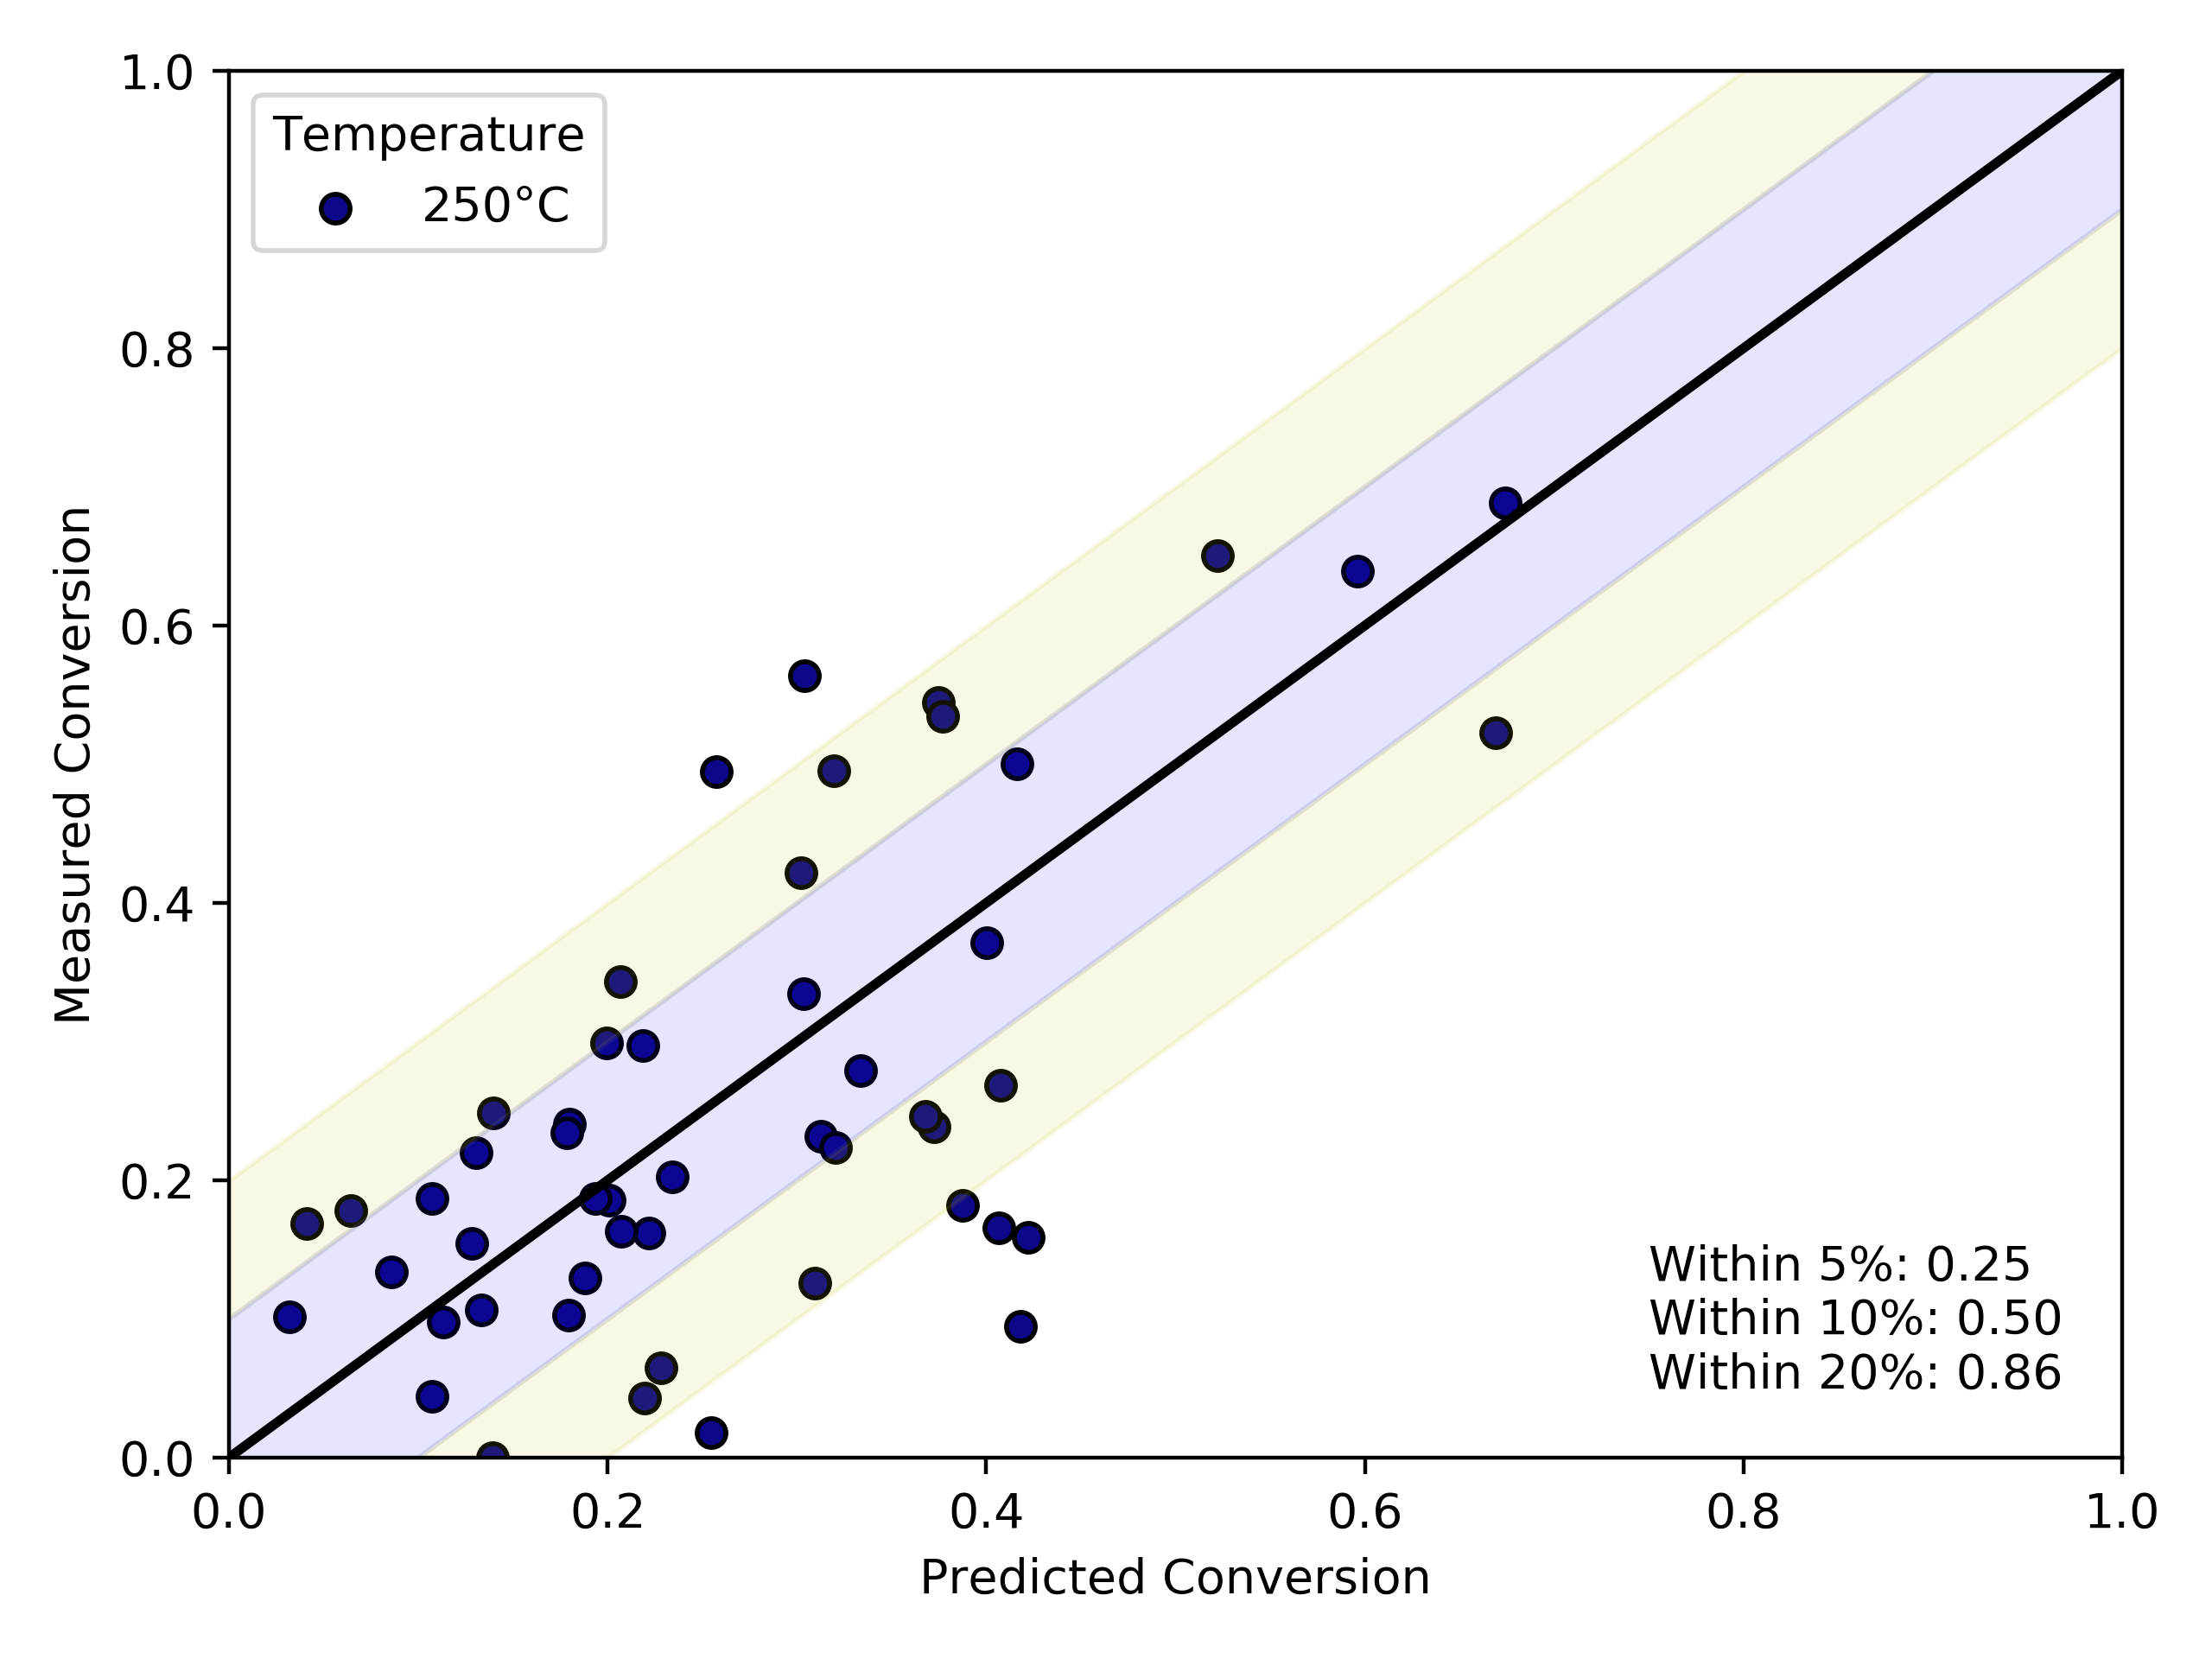 Temperature
250°C
Measured Conversion
1.0
0.8
0.6
0.4
0.2
0.0
Within 5%: 0.25
Within 10%: 0.50
Within 20%: 0.86
0.0 0.2 0.4 0.6 0.8 1.0
Predicted Conversion